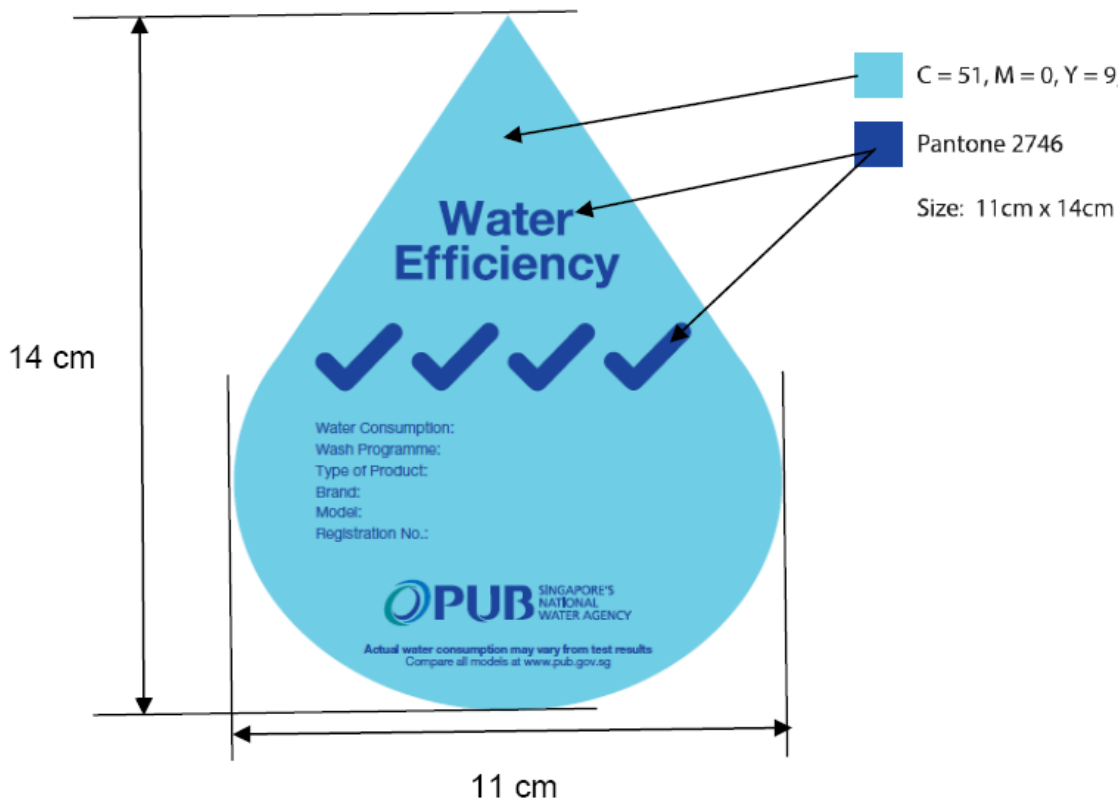 C = 51, M = 0, Y = 9,
Pantone 2746
Size: 11cm x 14cm
Water
Efficiency
14 cm
Water Consumption:
Wash Programme:
Type of Product:
Brand:
Model:
Registration No.:
PUB
SINGAPORE'S
NATIONAL
WATER AGENCY
Actual water consumption may vary from test results
Compare all models at www.pub.gov.sg
11 cm